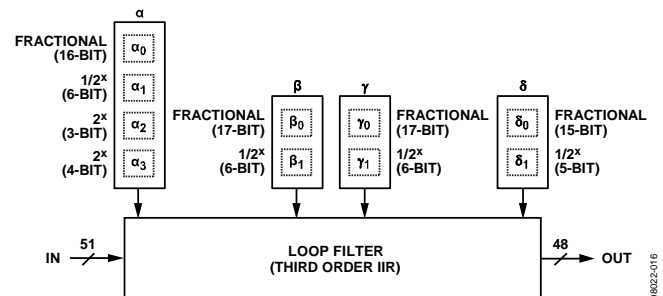 α
FRACTIONAL
(16-BIT)
α0
1/2x
(6-BIT)
α1
2x
(3-BIT)
α2
2x
(4-BIT)
α3
β
FRACTIONAL
(17-BIT)
β0
1/2x
(6-BIT)
β1
γ
γ0
FRACTIONAL
(17-BIT)
γ1
1/2x
(6-BIT)
δ
δ0
FRACTIONAL
(15-BIT)
δ1
1/2x
(5-BIT)
IN
51
LOOP FILTER
(THIRD ORDER IIR)
48
OUT
08022-016